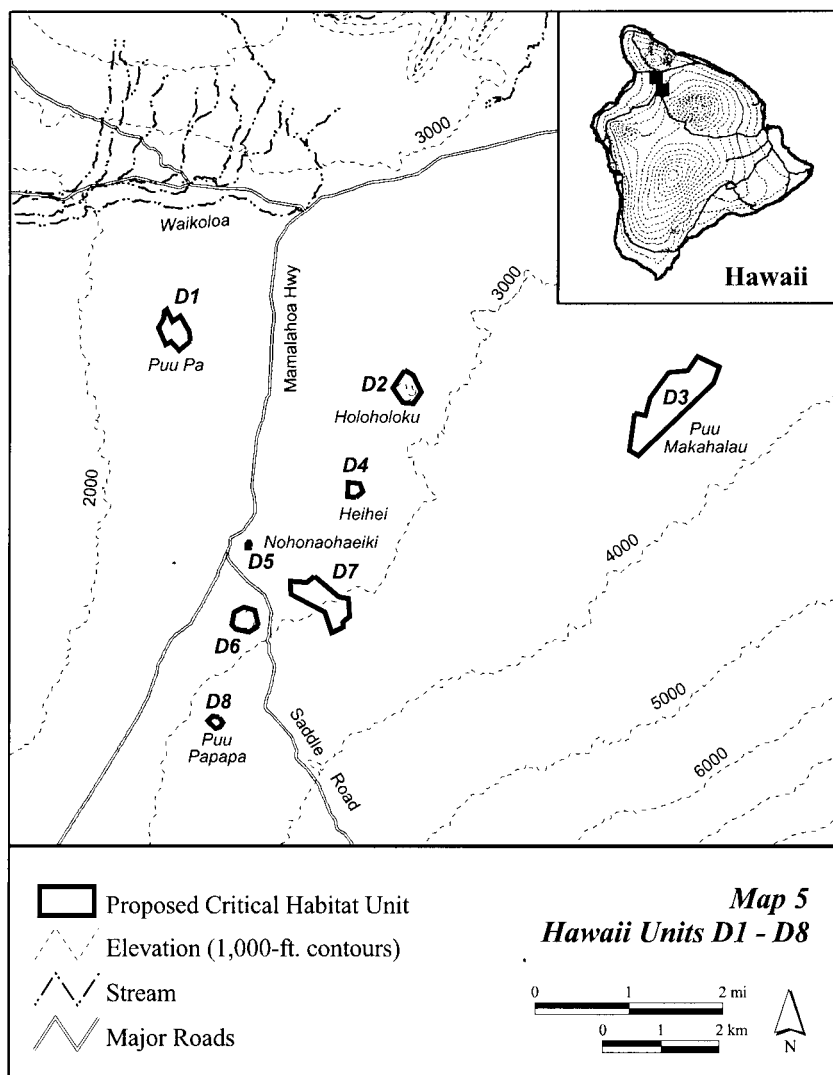 3000
Hawaii
Waikoloa
Mamalahoa Hwy
3000
D1
Puu Pa
D2
Holoholoku
D3
Puu
Makahalau
2000
D4
Heihei
4000
Nohonaohaeiki
D5
D7
D6
5000
D8
Puu
Papapa
Saddle
Road
6000
Proposed Critical Habitat Unit
Elevation (1,000-ft. contours)
Stream
Major Roads
Map 5
Hawaii Units D1 - D8
0 1 2 mi
0 1 2 km
N